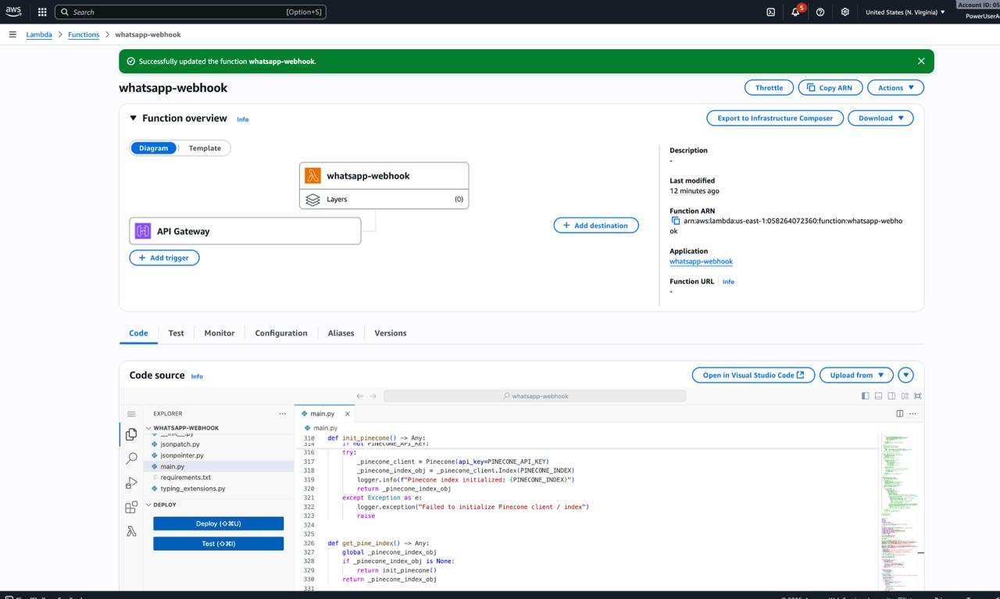 aws
Search
[Option+S]
5
United States (N. Virginia)
Account ID: 05
Lambda
Functions
whatsapp-webhook
Successfully updated the function whatsapp-webhook.
whatsapp-webhook
Throttle
Copy ARN
Actions
Function overview
Info
Export to Infrastructure Composer
Download
Diagram
Template
whatsapp-webhook
Layers
(0)
API Gateway
+ Add trigger
+ Add destination
Description
-
Last modified
12 minutes ago
Function ARN
arn:aws:lambda:us-east-1:058264072360:function:whatsapp-webho
ok
Application
whatsapp-webhook
Function URL
Info
-
Code
Test
Monitor
Configuration
Aliases
Versions
Code source
Info
Open in Visual Studio Code
Upload from
whatsapp-webhook
EXPLORER
main.py
WHATSAPP-WEBHOOK
__init__.py
jsonpatch.py
jsonpointer.py
main.py
requirements.txt
typing_extensions.py
DEPLOY
Deploy (⇧⌘U)
Test (⇧⌘I)
main.py
310 def init_pinecone() -> Any:
314 if not PINECONE_API_KEY:
316 try:
317 _pinecone_client = Pinecone(api_key=PINECONE_API_KEY)
318 _pinecone_index_obj = _pinecone_client.Index(PINECONE_INDEX)
319 logger.info(f"Pinecone index initialized: {PINECONE_INDEX}")
320 return _pinecone_index_obj
321 except Exception as e:
322 logger.exception("Failed to initialize Pinecone client / index")
323 raise
324
325
326 def get_pine_index() -> Any:
327 global _pinecone_index_obj
328 if _pinecone_index_obj is None:
329 return init_pinecone()
330 return _pinecone_index_obj
331